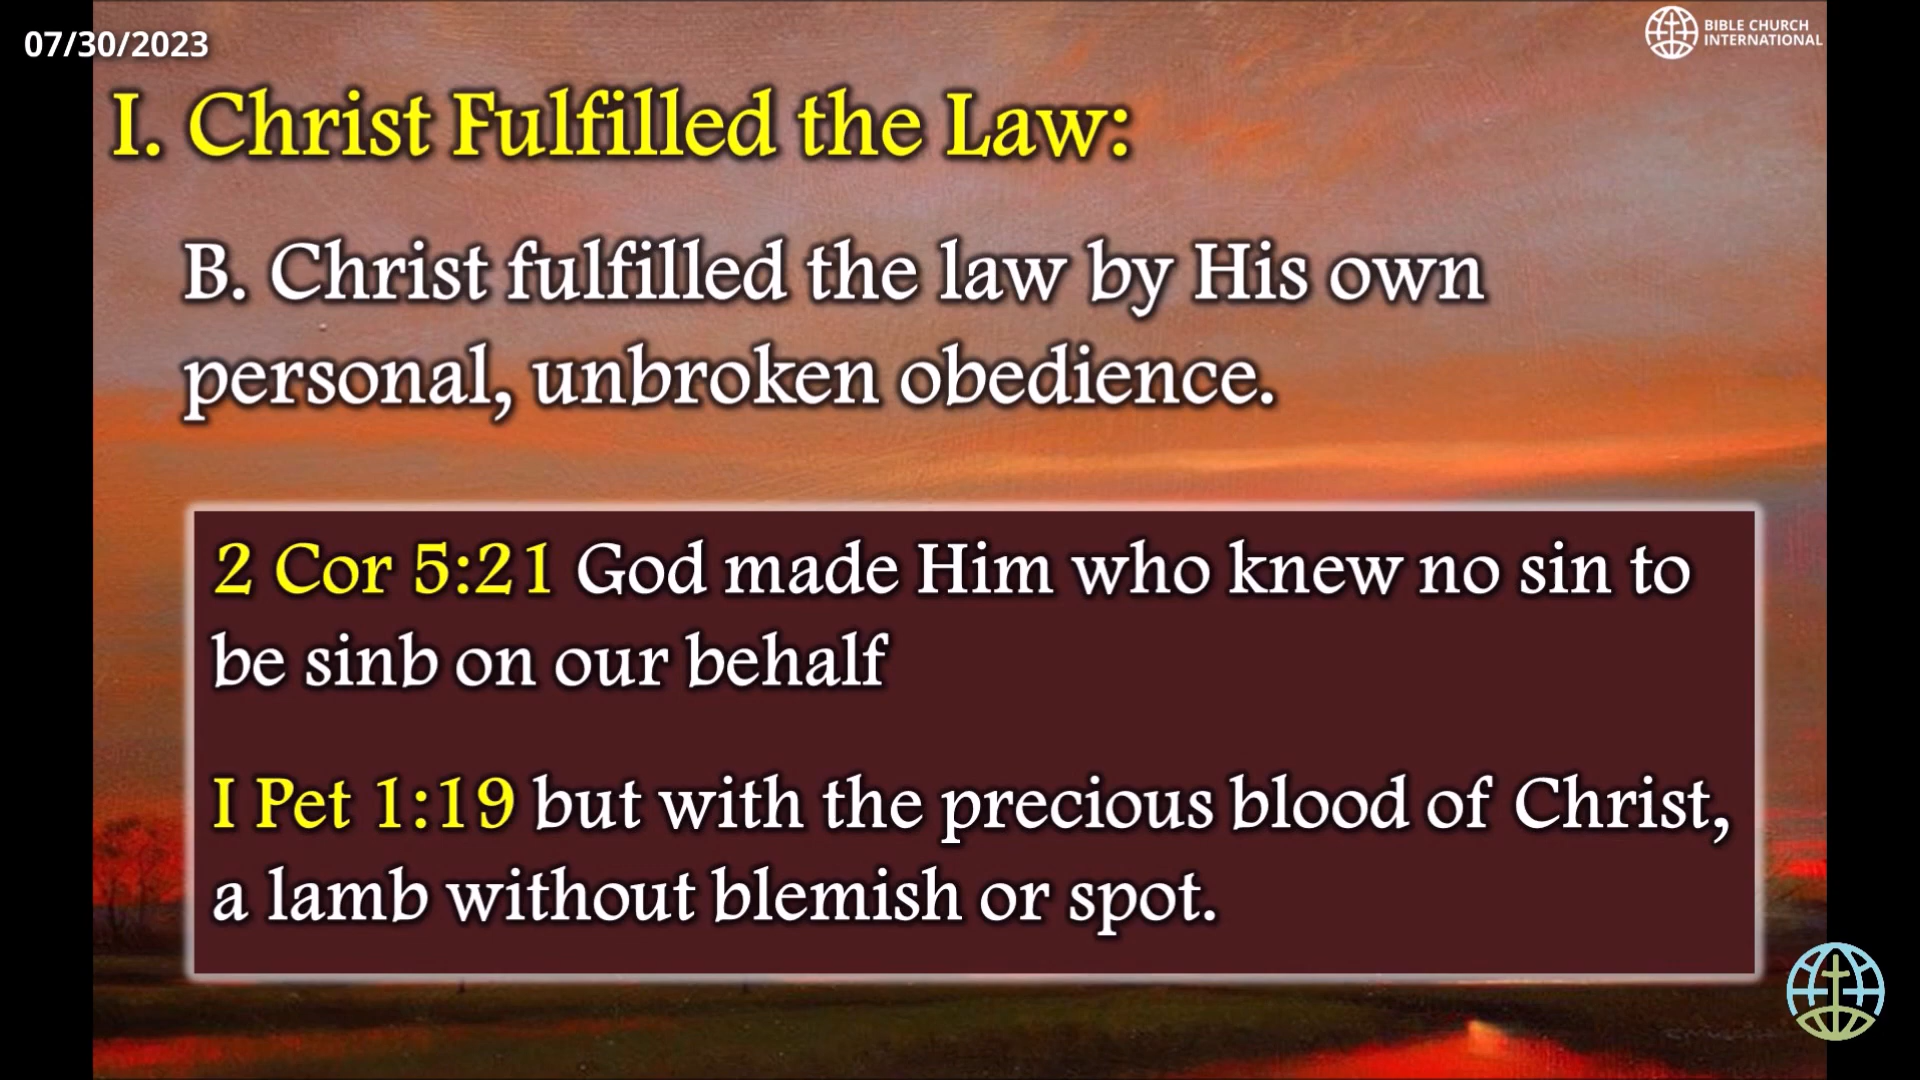 07/30/2023
BIBLE CHURCH
INTERNATIONAL
I. Christ Fulfilled the Law:
B. Christ fulfilled the law by His own
personal, unbroken obedience.
2 Cor 5:21 God made Him who knew no sin to
be sinb on our behalf
I Pet 1:19 but with the precious blood of Christ,
a lamb without blemish or spot.